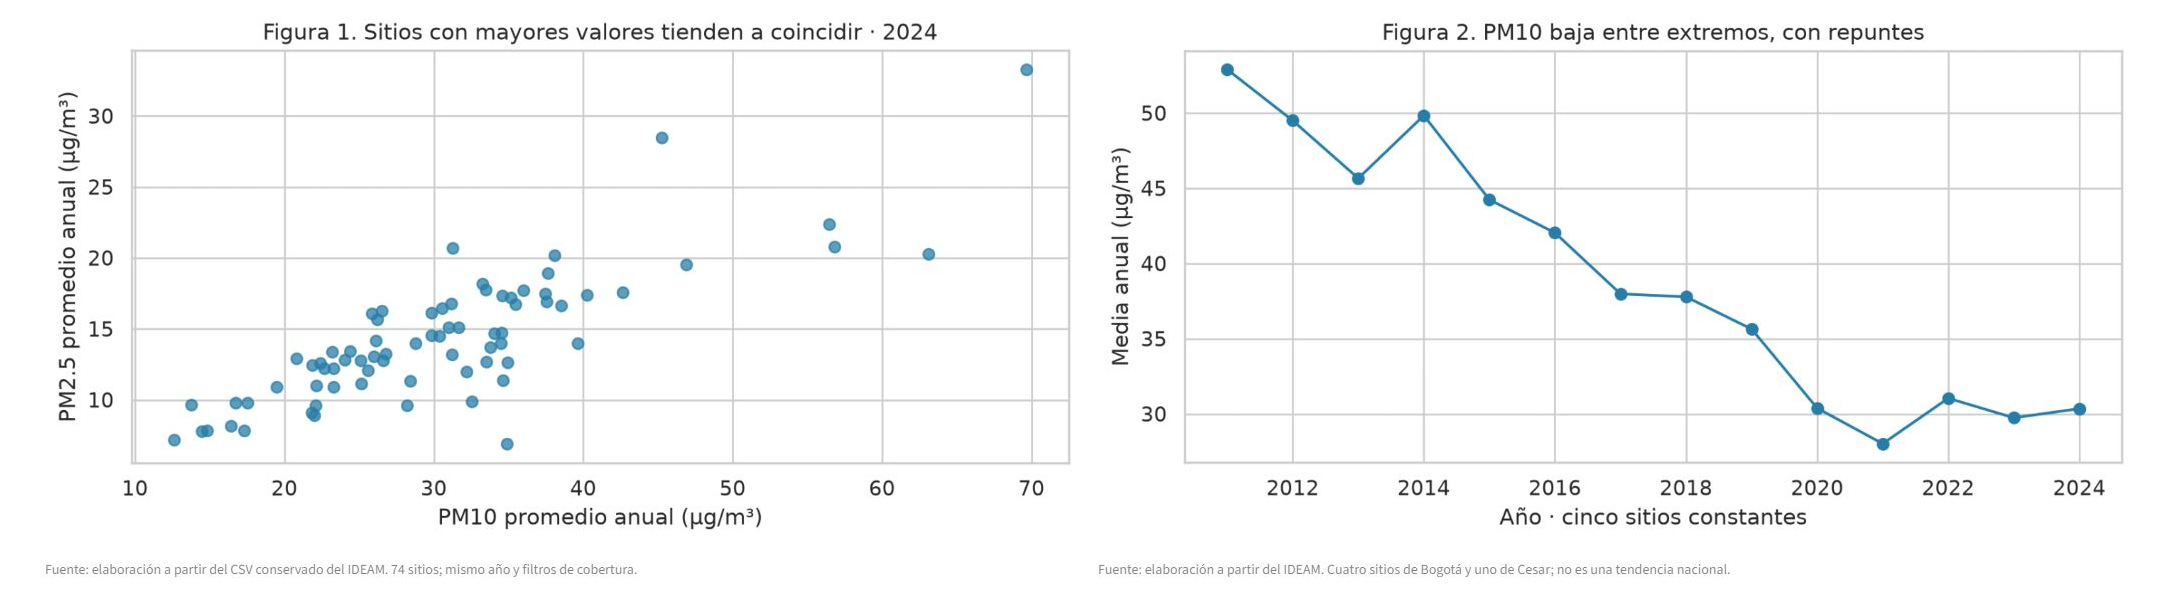 Figura 1. Sitios con mayores valores tienden a coincidir · 2024
PM2.5 promedio anual (µg/m³)
30
25
20
15
10
10 20 30 40 50 60 70
PM10 promedio anual (µg/m³)
Fuente: elaboración a partir del CSV conservado del IDEAM. 74 sitios; mismo año y filtros de cobertura.
Figura 2. PM10 baja entre extremos, con repuntes
Media anual (µg/m³)
50
45
40
35
30
2012 2014 2016 2018 2020 2022 2024
Año · cinco sitios constantes
Fuente: elaboración a partir del IDEAM. Cuatro sitios de Bogotá y uno de Cesar; no es una tendencia nacional.